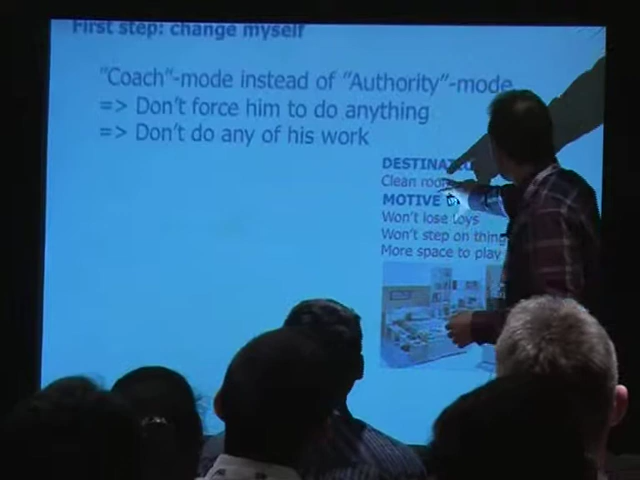 First step: change myself
"Coach"-mode instead of "Authority"-mode
=> Don't force him to do anything
=> Don't do any of his work
Clean
MOTIVE
Won't lose toys
Won't step on
More space to play